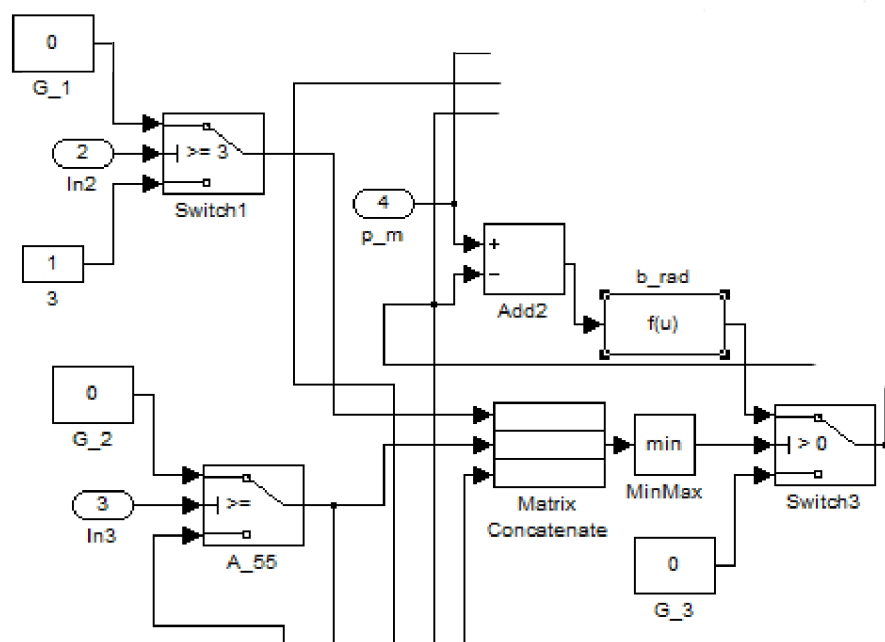 0
G_1
2
In2
>= 3
Switch1
1
3
4
p_m
+
−
Add2
b_rad
f(u)
0
G_2
3
In3
>=
A_55
Matrix
Concatenate
min
MinMax
> 0
Switch3
0
G_3